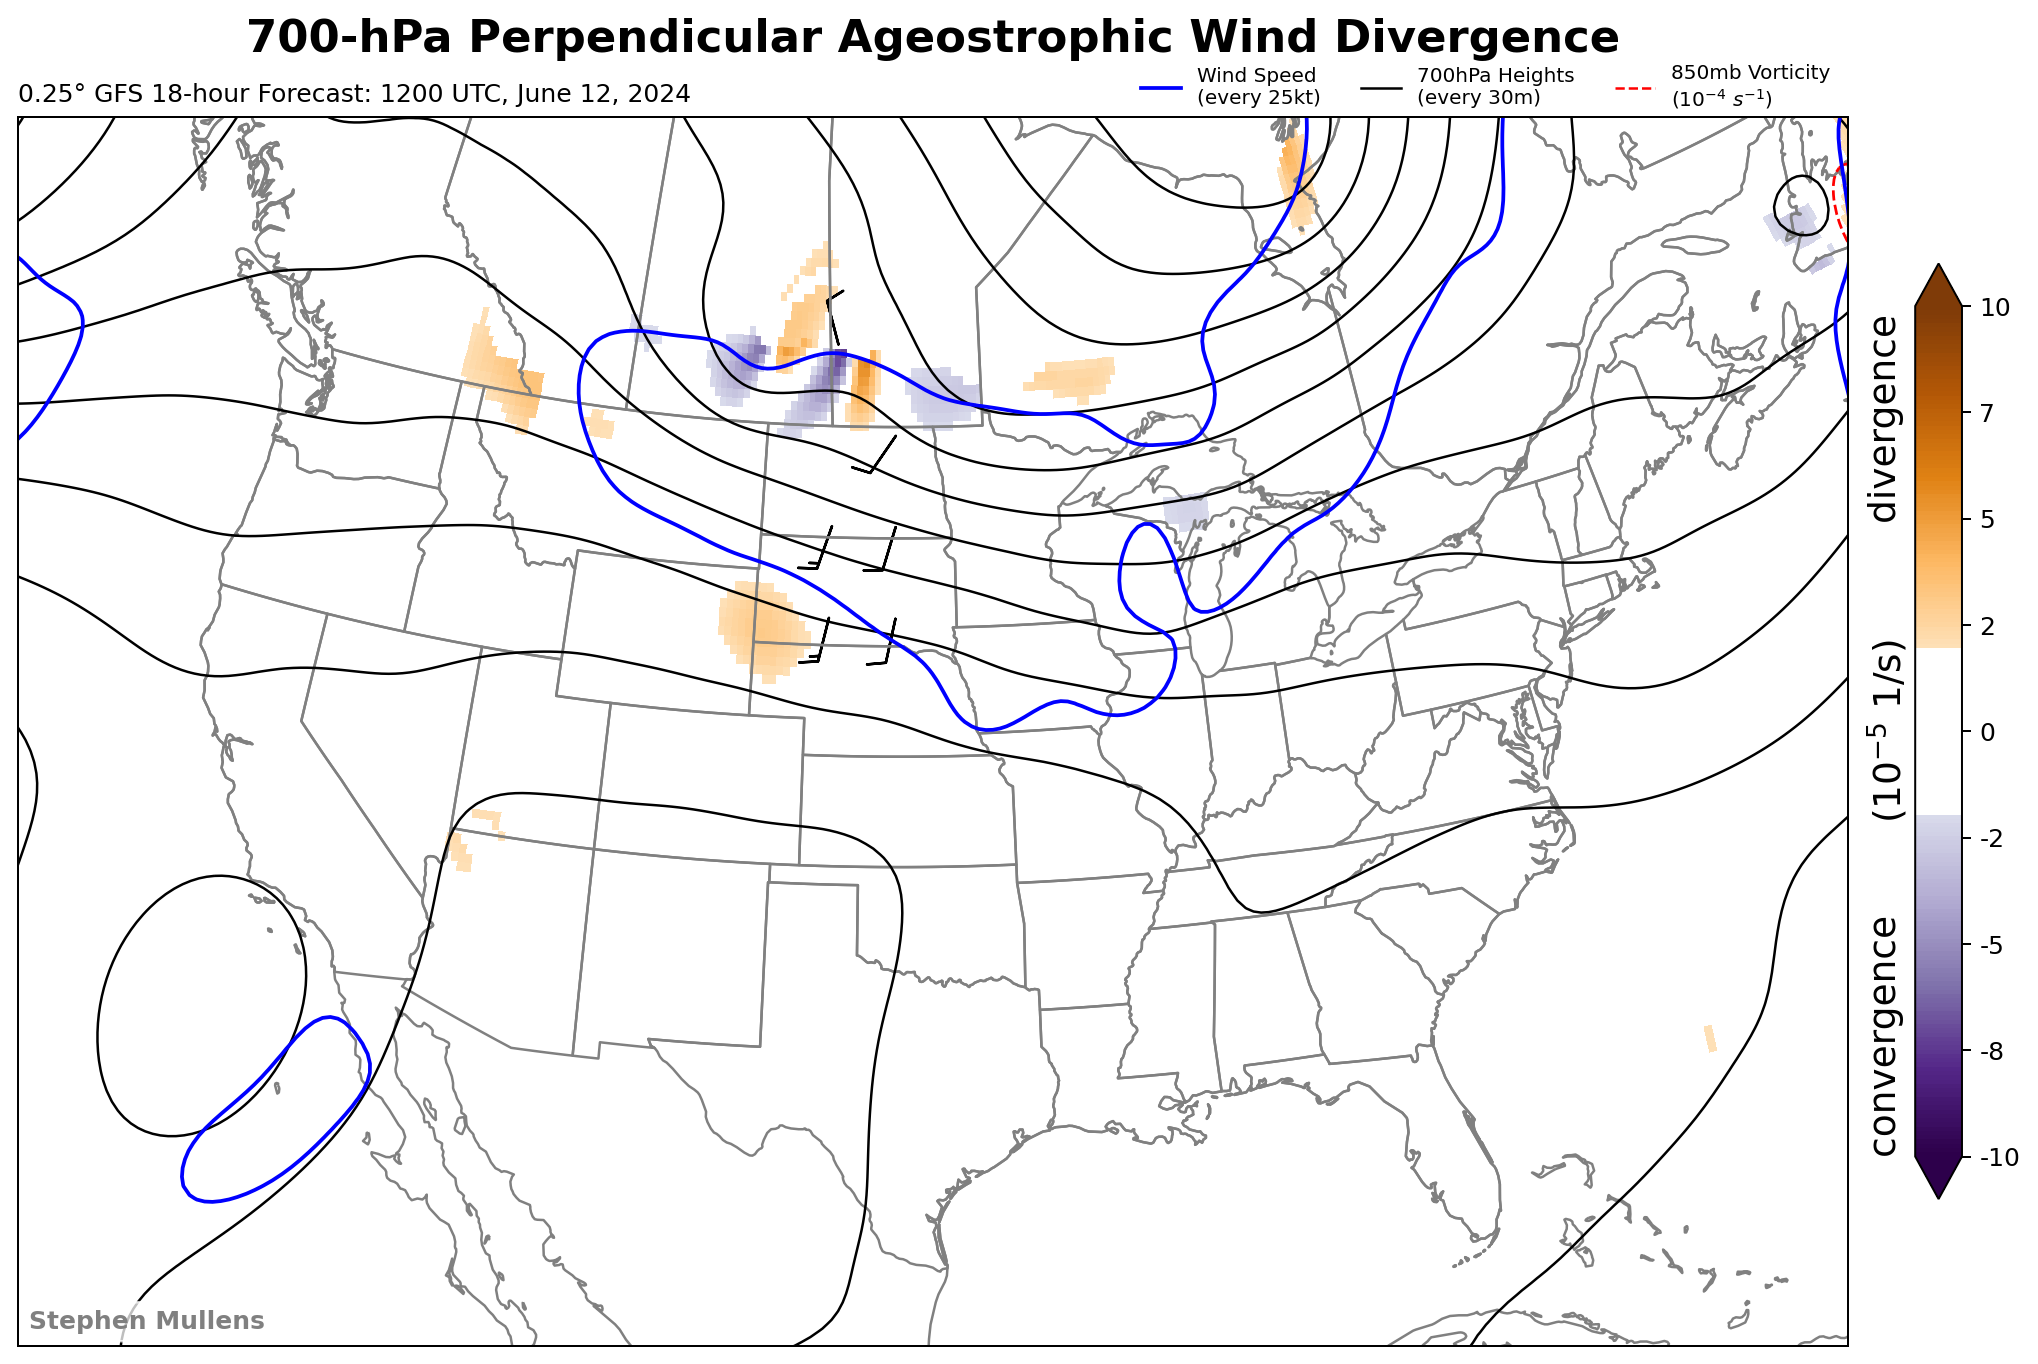 700-hPa Perpendicular Ageostrophic Wind Divergence
0.25° GFS 18-hour Forecast: 1200 UTC, June 12, 2024
Wind Speed
(every 25kt)
700hPa Heights
(every 30m)
850mb Vorticity
(10⁻⁴ s⁻¹)
10
7
5
2
0
-2
-5
-8
-10
convergence (10⁻⁵ 1/s) divergence
Stephen Mullens